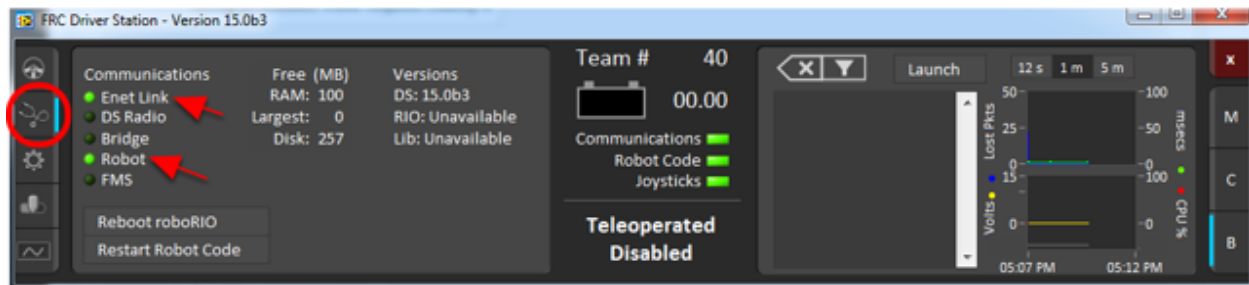 FRC Driver Station - Version 15.0b3
Communications
Enet Link
DS Radio
Bridge
Robot
FMS
Free (MB)
RAM: 100
Largest: 0
Disk: 257
Versions
DS: 15.0b3
RIO: Unavailable
Lib: Unavailable
Reboot roboRIO
Restart Robot Code
Team # 40
00.00
Communications
Robot Code
Joysticks
Teleoperated
Disabled
Launch
12 s 1 m 5 m
Lost Pkts
50
25
0
100
50
0
msecs
Volts
15
0
100
0
CPU %
05:07 PM 05:12 PM
X
M
C
B